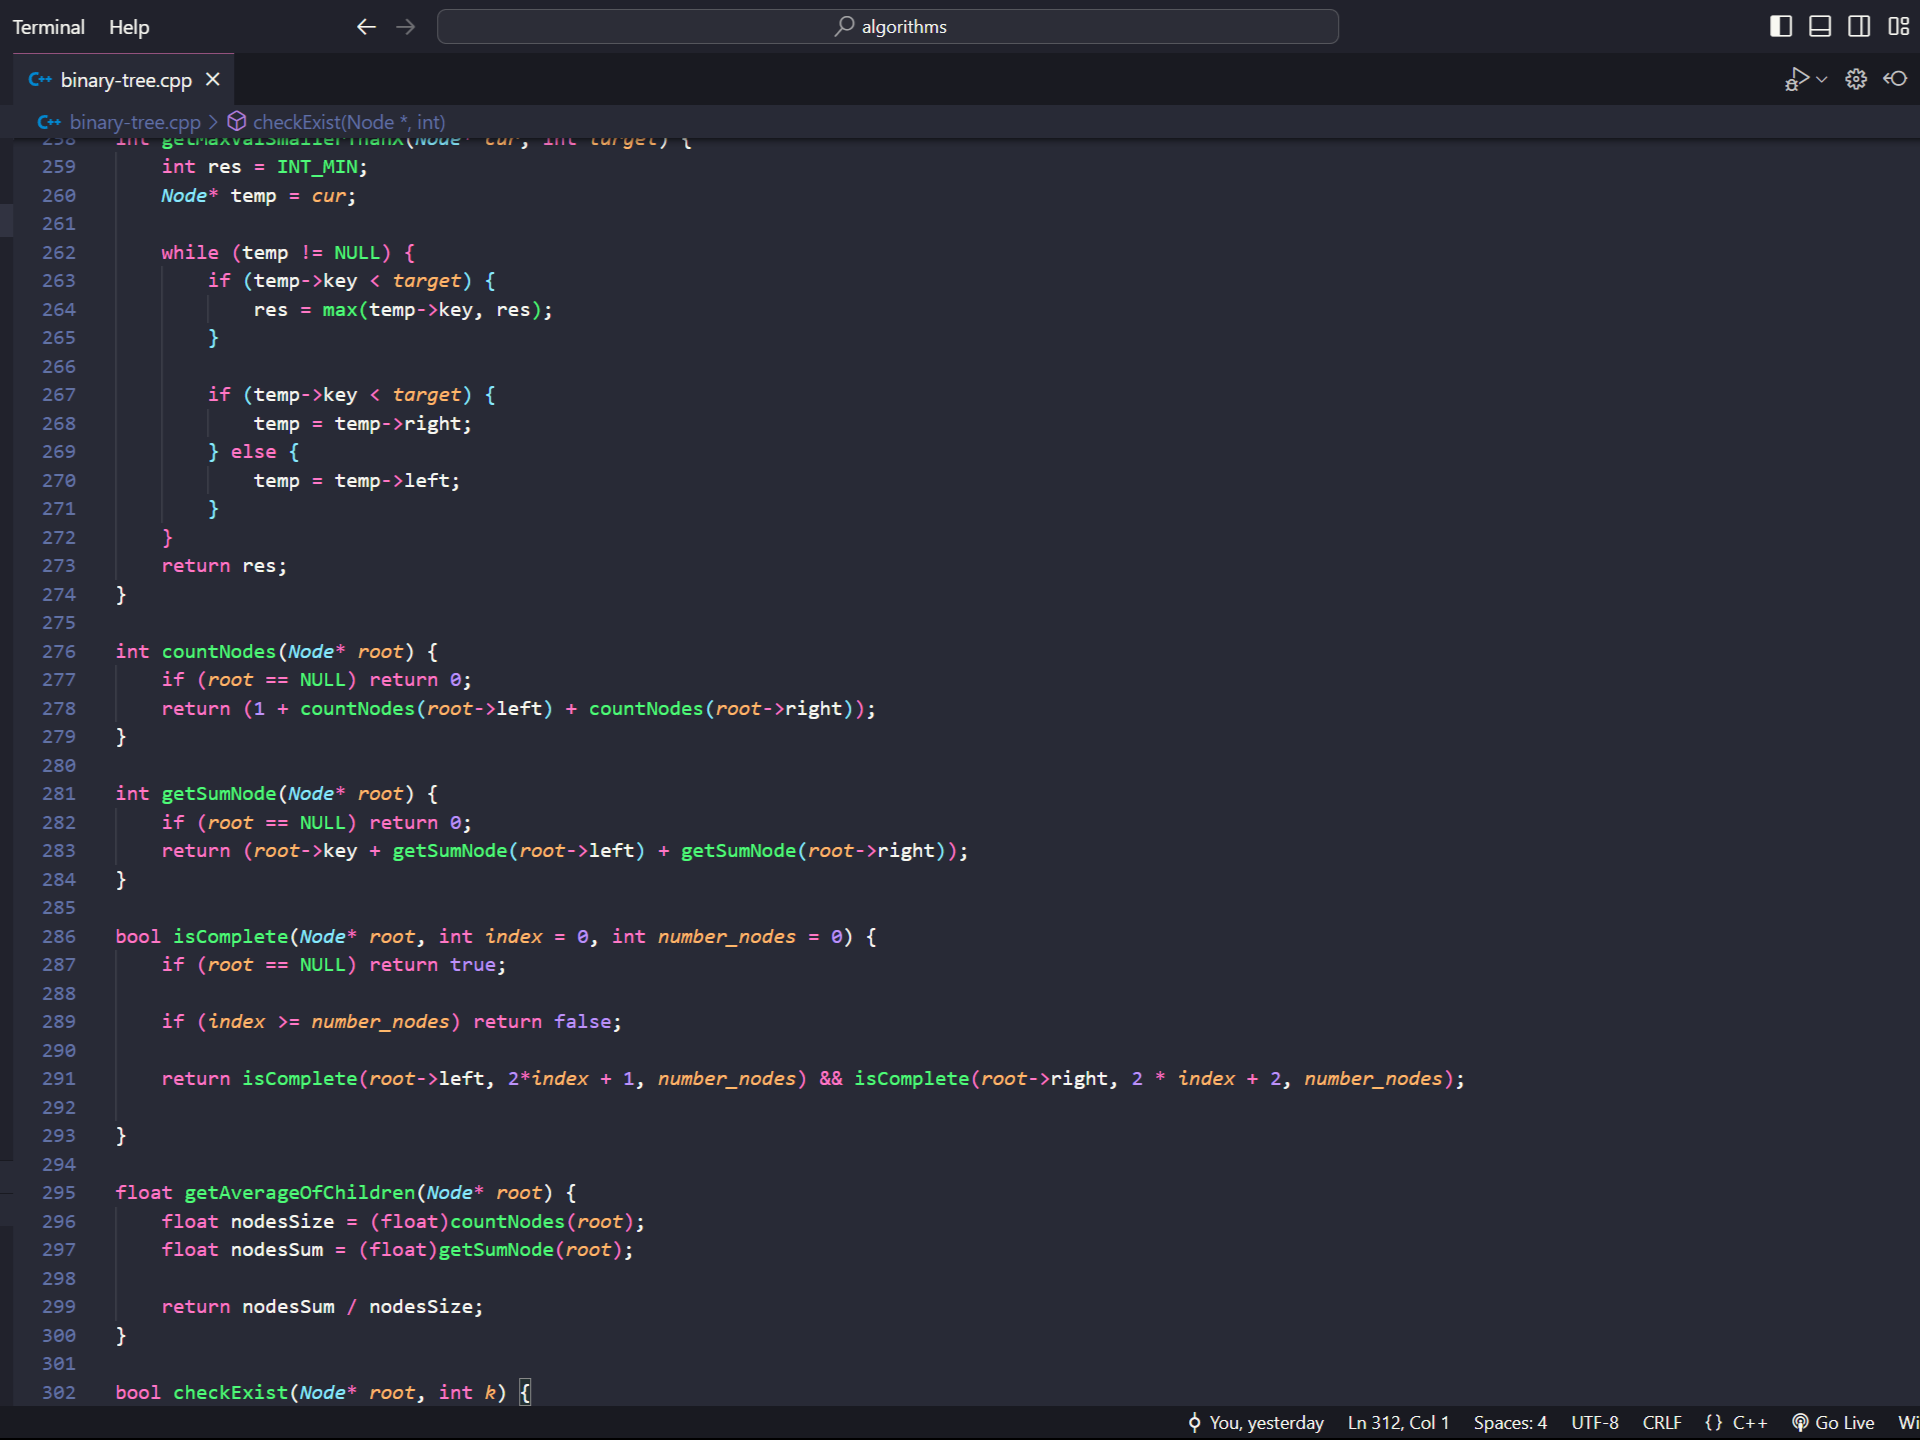 Terminal Help algorithms
C++ binary-tree.cpp
C++ binary-tree.cpp > checkExist(Node *, int)
258 int getMaxValSmallerThanX(Node* cur, int target) {
259 int res = INT_MIN;
260 Node* temp = cur;
261
262 while (temp != NULL) {
263 if (temp->key < target) {
264 res = max(temp->key, res);
265 }
266
267 if (temp->key < target) {
268 temp = temp->right;
269 } else {
270 temp = temp->left;
271 }
272 }
273 return res;
274 }
275
276 int countNodes(Node* root) {
277 if (root == NULL) return 0;
278 return (1 + countNodes(root->left) + countNodes(root->right));
279 }
280
281 int getSumNode(Node* root) {
282 if (root == NULL) return 0;
283 return (root->key + getSumNode(root->left) + getSumNode(root->right));
284 }
285
286 bool isComplete(Node* root, int index = 0, int number_nodes = 0) {
287 if (root == NULL) return true;
288
289 if (index >= number_nodes) return false;
290
291 return isComplete(root->left, 2*index + 1, number_nodes) && isComplete(root->right, 2 * index + 2, number_nodes);
292
293 }
294
295 float getAverageOfChildren(Node* root) {
296 float nodesSize = (float)countNodes(root);
297 float nodesSum = (float)getSumNode(root);
298
299 return nodesSum / nodesSize;
300 }
301
302 bool checkExist(Node* root, int k) {
You, yesterday Ln 312, Col 1 Spaces: 4 UTF-8 CRLF {} C++ Go Live Wi